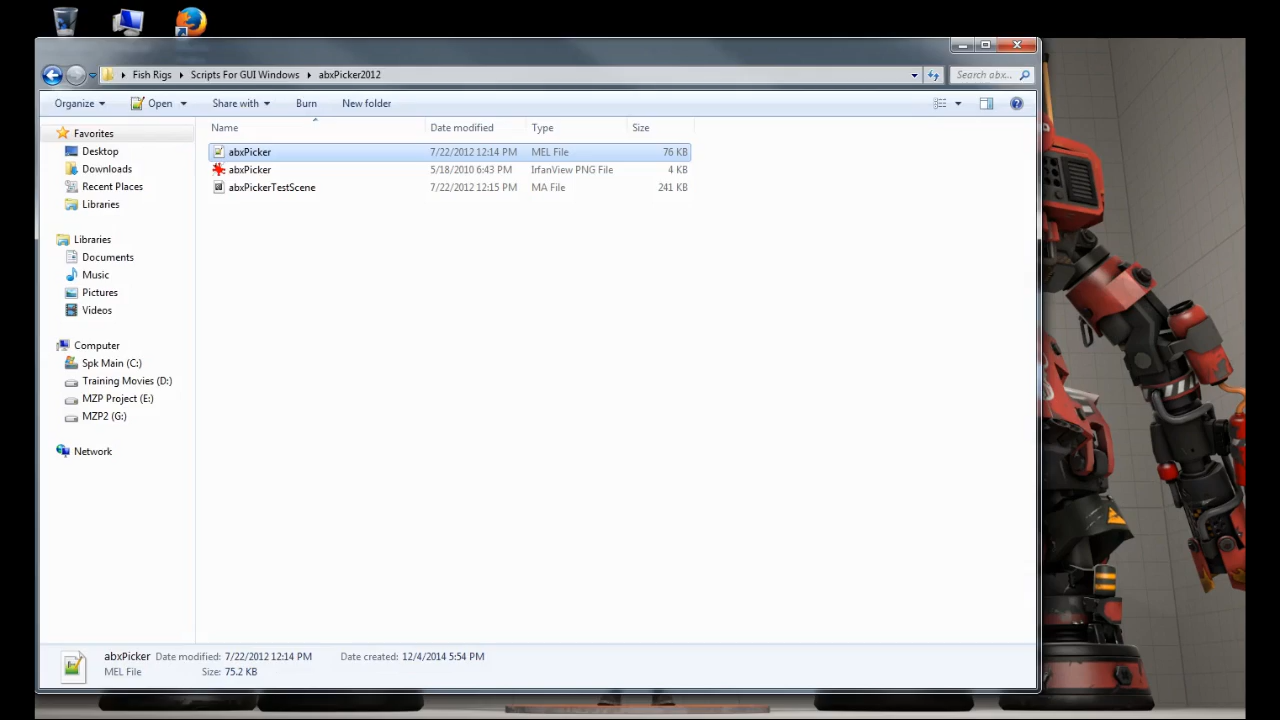 Fish Rigs Scripts For GUI Windows abxPicker2012 Search abx...
Organize Open Share with Burn New folder
Name Date modified Type Size
abxPicker 7/22/2012 12:14 PM MEL File 76 KB
abxPicker 5/18/2010 6:43 PM IrfanView PNG File 4 KB
abxPickerTestScene 7/22/2012 12:15 PM MA File 241 KB
Favorites
Desktop
Downloads
Recent Places
Libraries
Libraries
Documents
Music
Pictures
Videos
Computer
Spk Main (C:)
Training Movies (D:)
MZP Project (E:)
MZP2 (G:)
Network
abxPicker Date modified: 7/22/2012 12:14 PM Date created: 12/4/2014 5:54 PM
MEL File Size: 75.2 KB